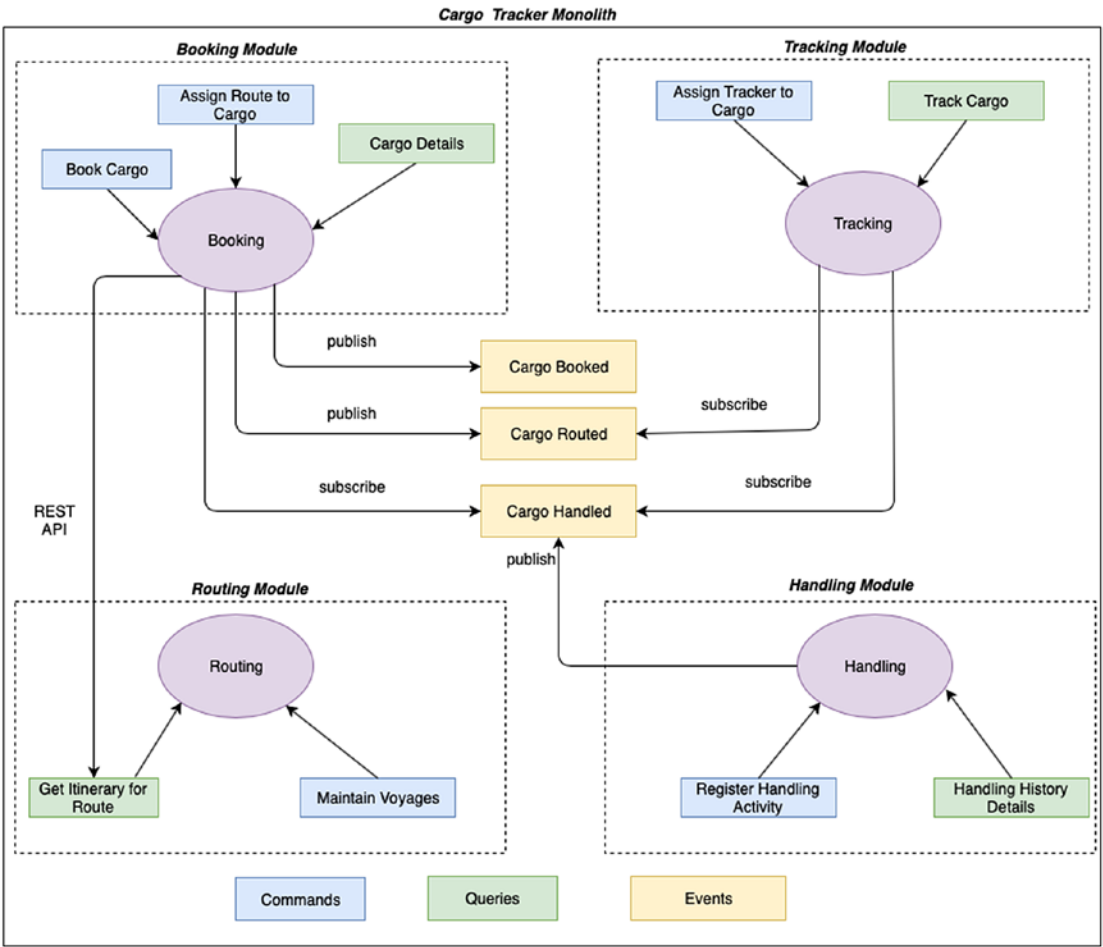 Cargo Tracker Monolith
Booking Module
Tracking Module
Assign Route to
Cargo
Book Cargo
Cargo Details
Booking
Assign Tracker to
Cargo
Track Cargo
Tracking
publish
Cargo Booked
publish
Cargo Routed
subscribe
subscribe
Cargo Handled
subscribe
publish
REST
API
Routing Module
Handling Module
Routing
Get Itinerary for
Route
Maintain Voyages
Handling
Register Handling
Activity
Handling History
Details
Commands
Queries
Events